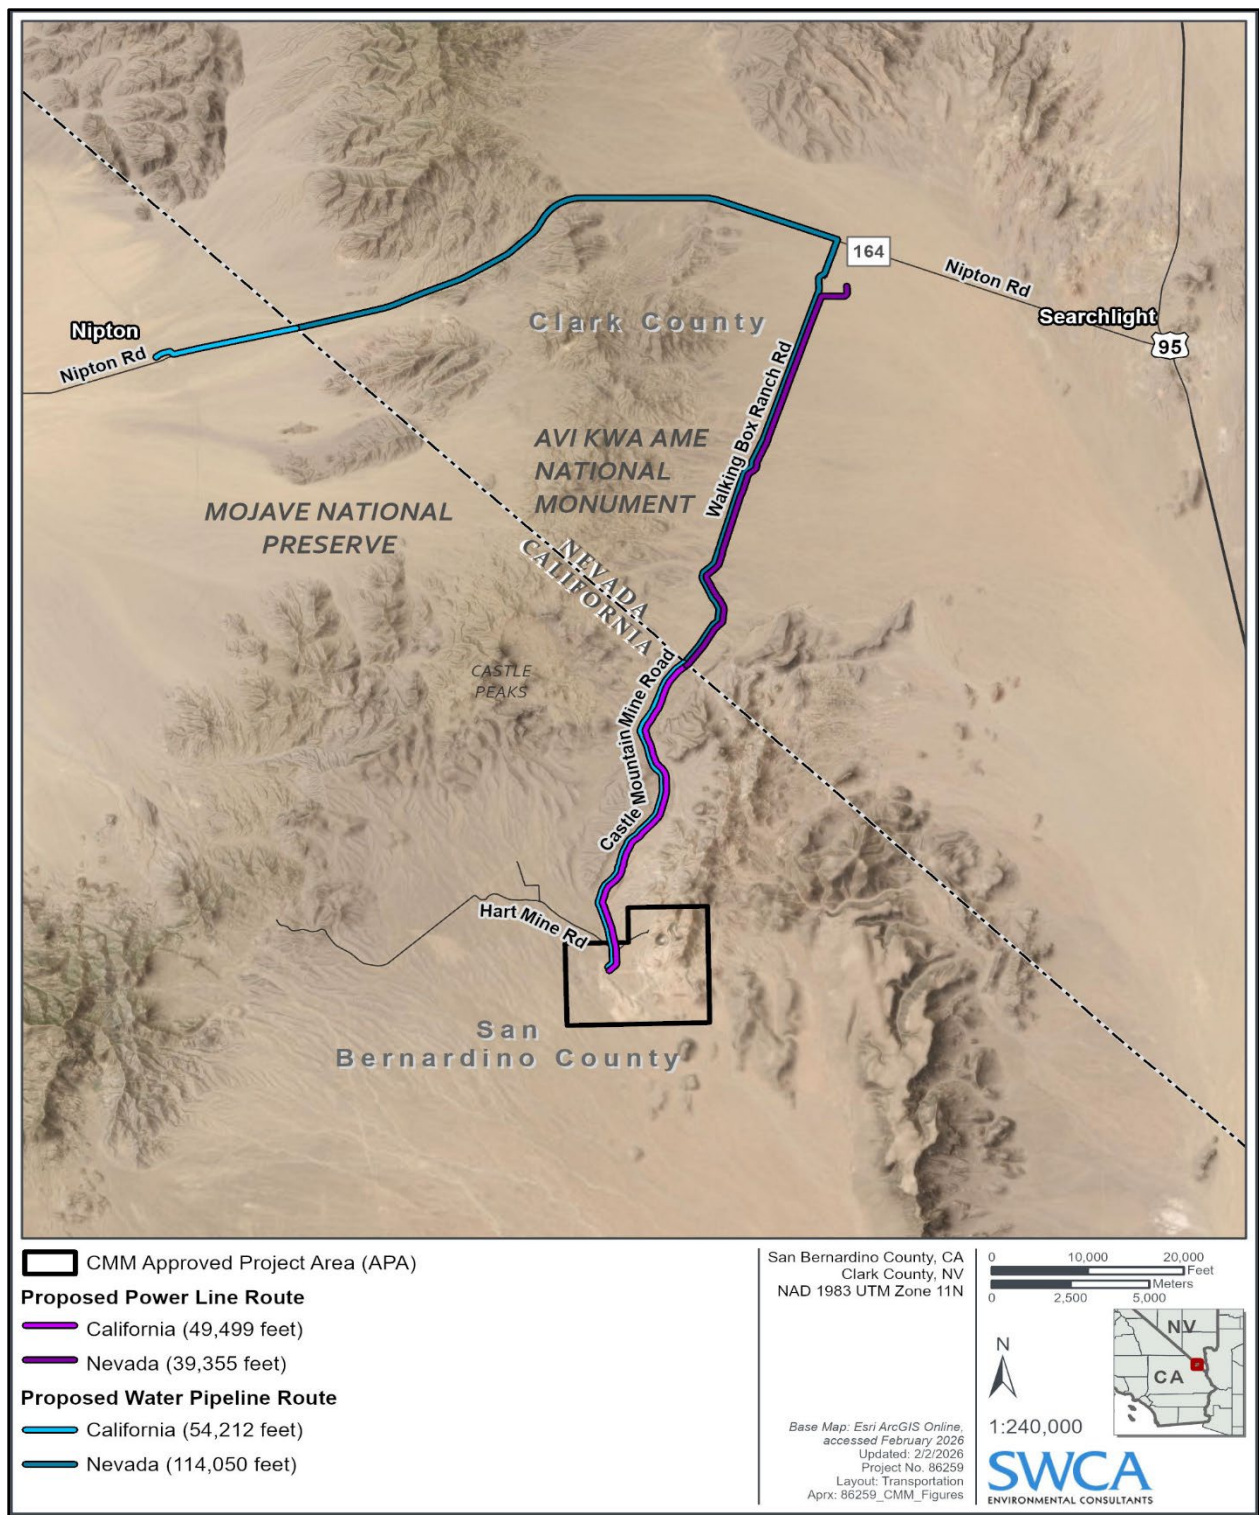 164
Nipton Rd
Searchlight
95
Nipton
Nipton Rd
Clark County
Walking Box Ranch Rd
AVI KWA AME
NATIONAL
MONUMENT
MOJAVE NATIONAL
PRESERVE
NEVADA
CALIFORNIA
CASTLE
PEAKS
Castle Mountain Mine Road
Hart Mine Rd
San
Bernardino County
CMM Approved Project Area (APA)
Proposed Power Line Route
California (49,499 feet)
Nevada (39,355 feet)
Proposed Water Pipeline Route
California (54,212 feet)
Nevada (114,050 feet)
San Bernardino County, CA
Clark County, NV
NAD 1983 UTM Zone 11N
Base Map: Esri ArcGIS Online,
accessed February 2026
Updated: 2/2/2026
Project No. 86259
Layout: Transportation
Aprx: 86259_CMM_Figures
0 10,000 20,000
Feet
Meters
0 2,500 5,000
N
1:240,000
NV
CA
SWCA
ENVIRONMENTAL CONSULTANTS